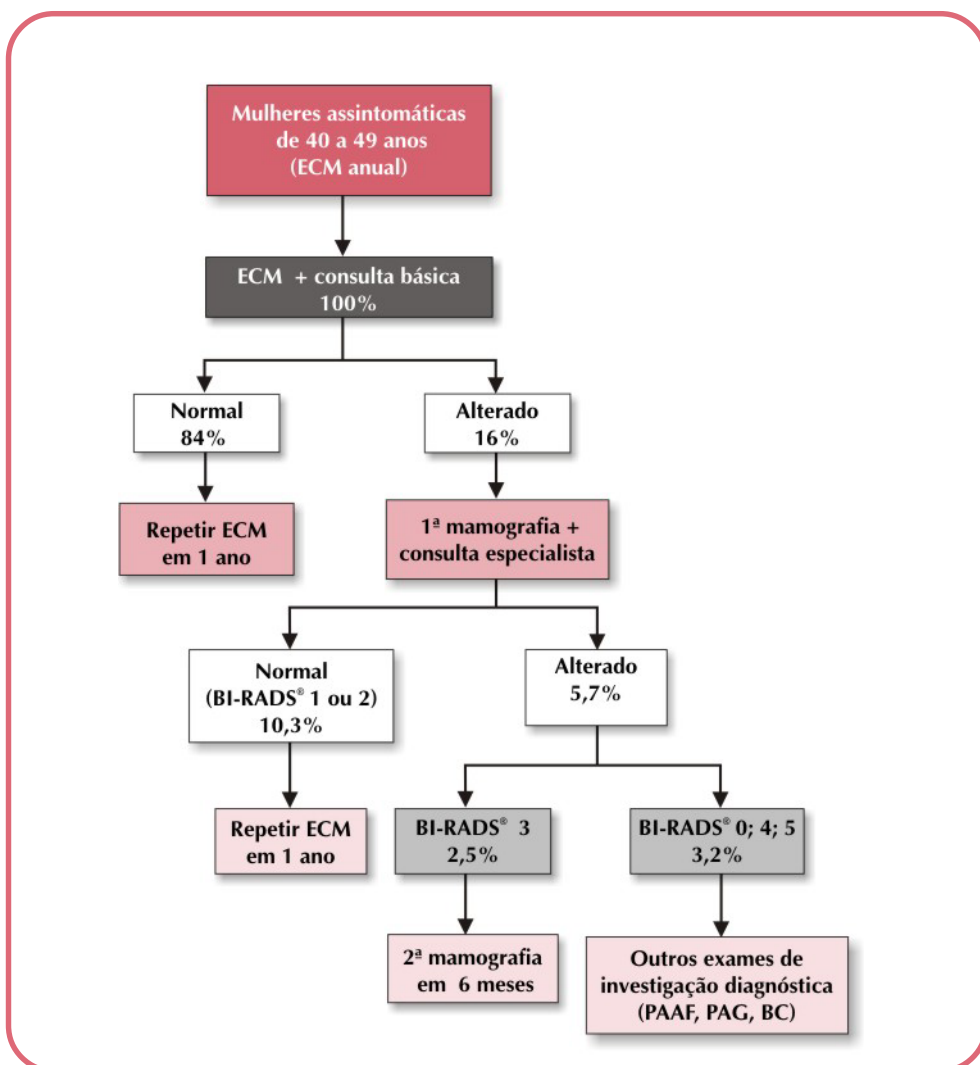 Mulheres assintomáticas
de 40 a 49 anos
(ECM anual)
ECM + consulta básica
100%
Normal
84%
Alterado
16%
Repetir ECM
em 1 ano
1ª mamografia +
consulta especialista
Normal
(BI-RADS® 1 ou 2)
10,3%
Alterado
5,7%
Repetir ECM
em 1 ano
BI-RADS® 3
2,5%
BI-RADS® 0; 4; 5
3,2%
2ª mamografia
em 6 meses
Outros exames de
investigação diagnóstica
(PAAF, PAG, BC)